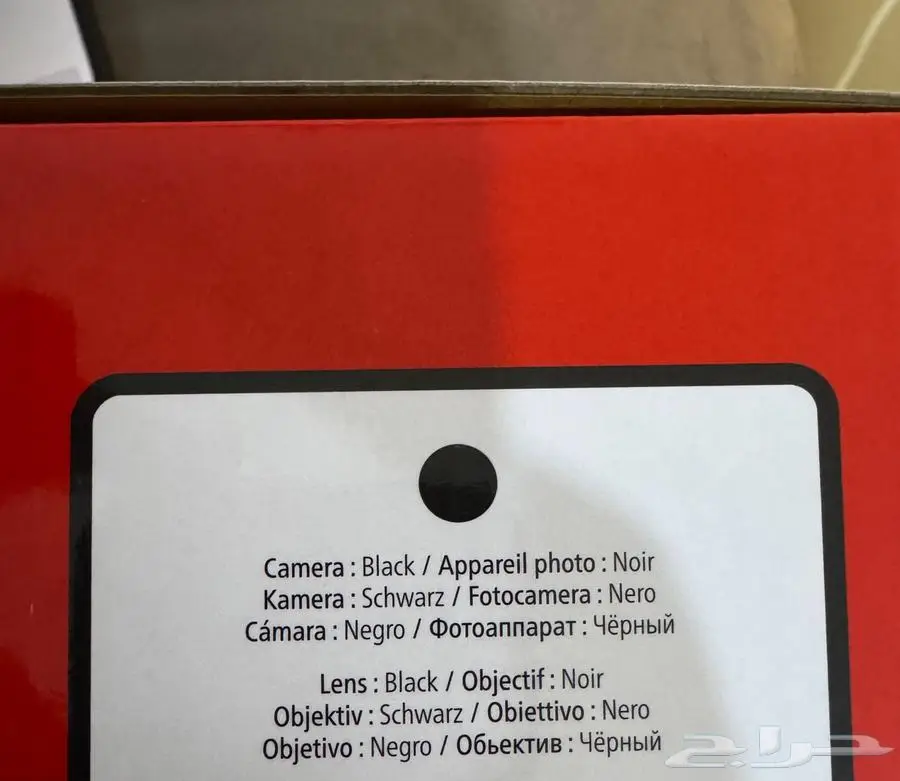 Camera : Black / Appareil photo : Noir
Kamera : Schwarz / Fotocamera : Nero
Cámara : Negro / Фотоаппарат : Чёрный
Lens : Black / Objectif : Noir
Objektiv : Schwarz / Obiettivo : Nero
Objetivo : Negro / Обьектив : Чёрный
حراج